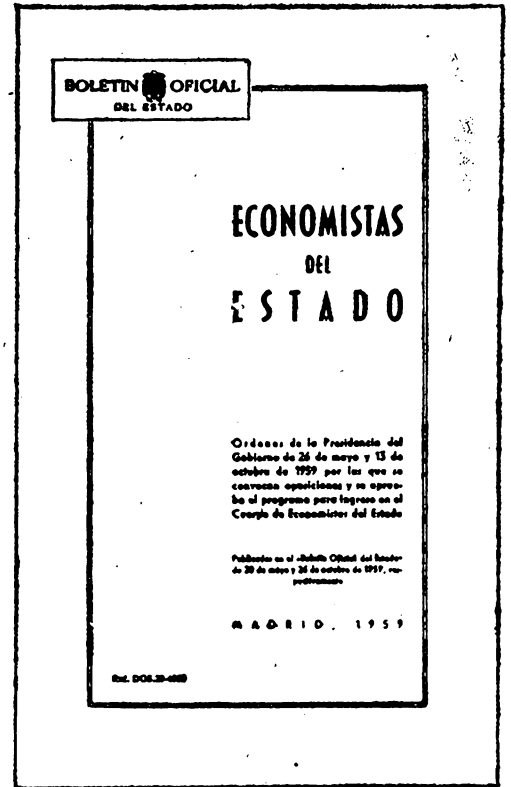 BOLETIN OFICIAL
DEL ESTADO
ECONOMISTAS
DEL
ESTADO
Ordenes de la Presidencia del
Gobierno de 26 de mayo y 13 de
octubre de 1959 por las que se
convocan oposiciones y se aprue-
ba el programa para ingreso en el
Cuerpo de Economistas del Estado
Publicadas en el «Boletín Oficial del Estado»
de 30 de mayo y 26 de octubre de 1959, res-
pectivamente
MADRID, 1959
Ref.